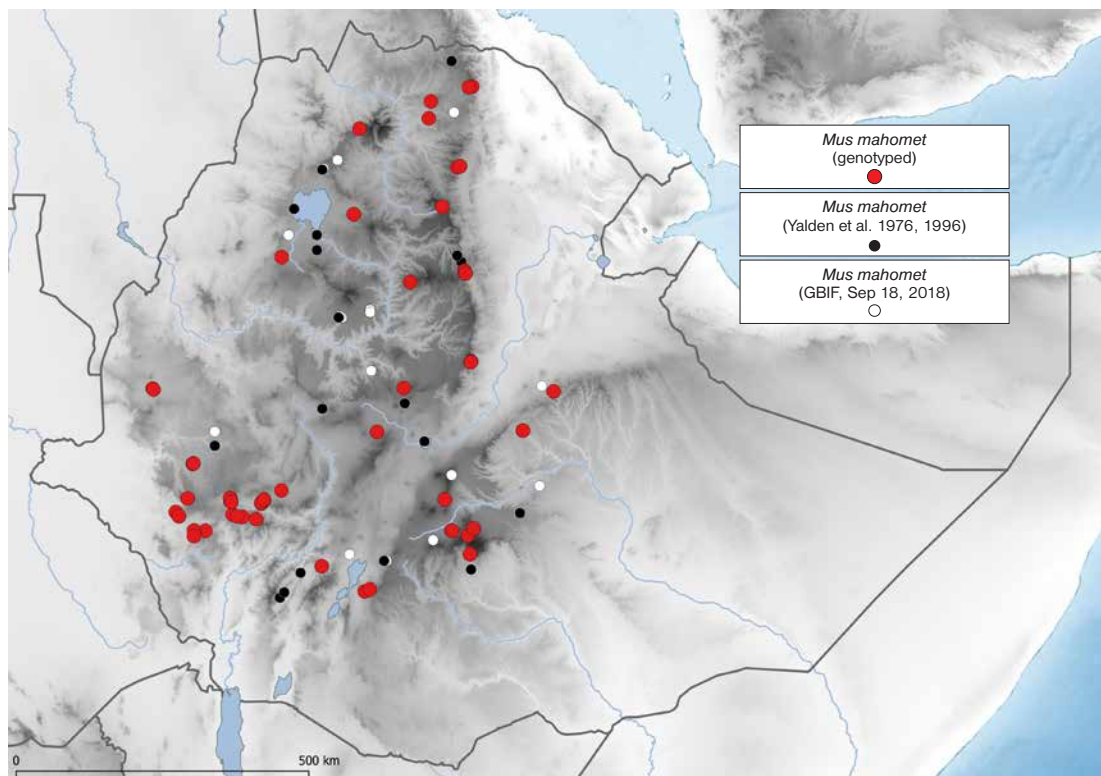 Mus mahomet
(genotyped)
Mus mahomet
(Yalden et al. 1976, 1996)
Mus mahomet
(GBIF, Sep 18, 2018)
0
500 km